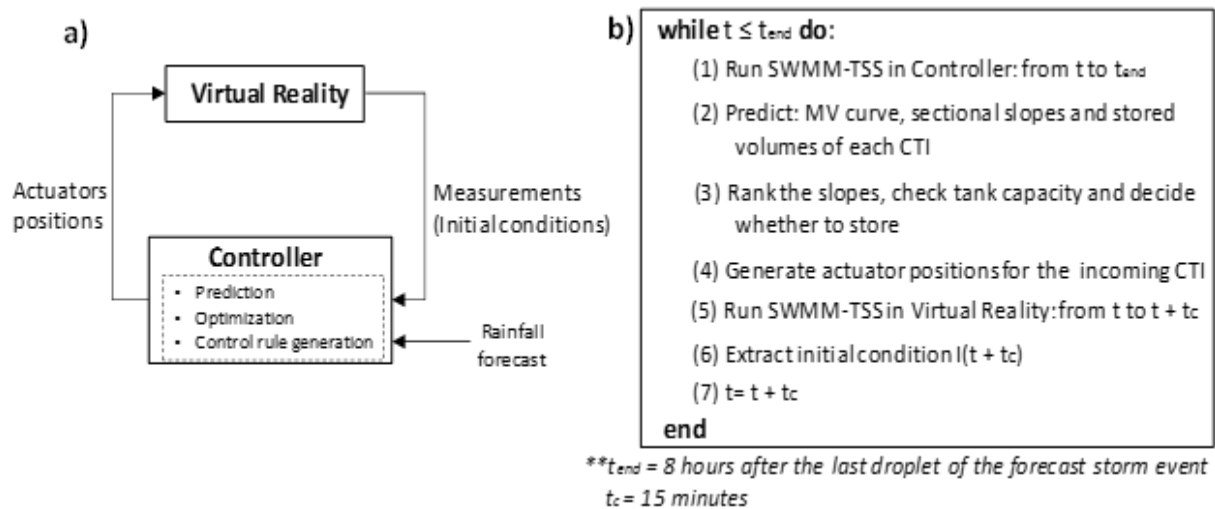 a)
Virtual Reality
Actuators
positions
Measurements
(Initial conditions)
Controller
• Prediction
• Optimization
• Control rule generation
Rainfall
forecast
b)
while t ≤ tend do:
(1) Run SWMM-TSS in Controller: from t to tend
(2) Predict: MV curve, sectional slopes and stored
volumes of each CTI
(3) Rank the slopes, check tank capacity and decide
whether to store
(4) Generate actuator positions for the incoming CTI
(5) Run SWMM-TSS in Virtual Reality: from t to t + tc
(6) Extract initial condition I(t + tc)
(7) t= t + tc
end
**tend = 8 hours after the last droplet of the forecast storm event
tc = 15 minutes